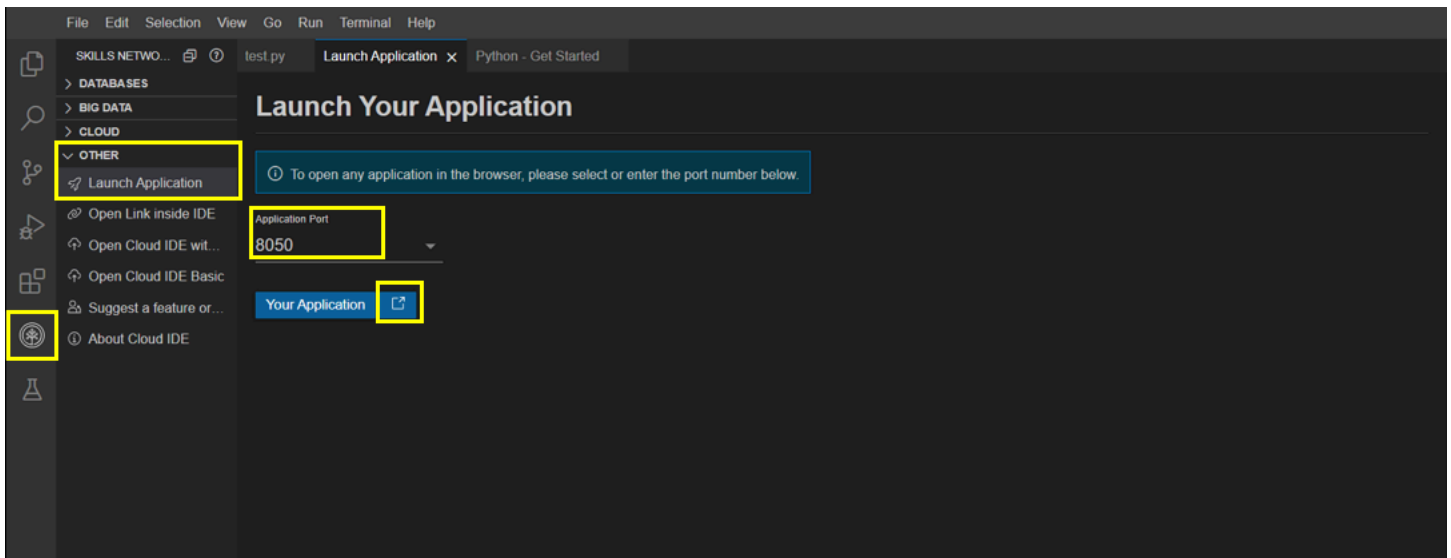 File Edit Selection View Go Run Terminal Help
SKILLS NETWO...
test.py
Launch Application
Python - Get Started
DATABASES
BIG DATA
CLOUD
OTHER
Launch Application
Open Link inside IDE
Open Cloud IDE wit...
Open Cloud IDE Basic
Suggest a feature or...
About Cloud IDE
Launch Your Application
To open any application in the browser, please select or enter the port number below.
Application Port
8050
Your Application